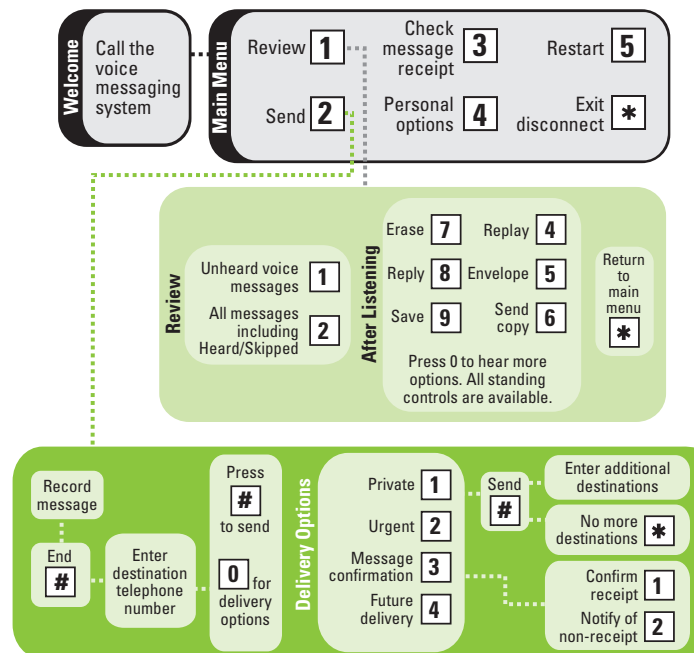 Welcome
Call the
voice
messaging
system
Main Menu
Review 1
Check
message
receipt 3
Restart 5
Send 2
Personal
options 4
Exit
disconnect *
Review
Unheard voice
messages 1
All messages
including
Heard/Skipped 2
After Listening
Erase 7
Replay 4
Reply 8
Envelope 5
Save 9
Send
copy 6
Press 0 to hear more
options. All standing
controls are available.
Return
to
main
menu
*
Record
message
End
#
Enter
destination
telephone
number
Press
#
to send
0 for
delivery
options
Delivery Options
Private 1
Urgent 2
Message
confirmation 3
Future
delivery 4
Send
#
Enter additional
destinations
No more
destinations *
Confirm
receipt 1
Notify of
non-receipt 2